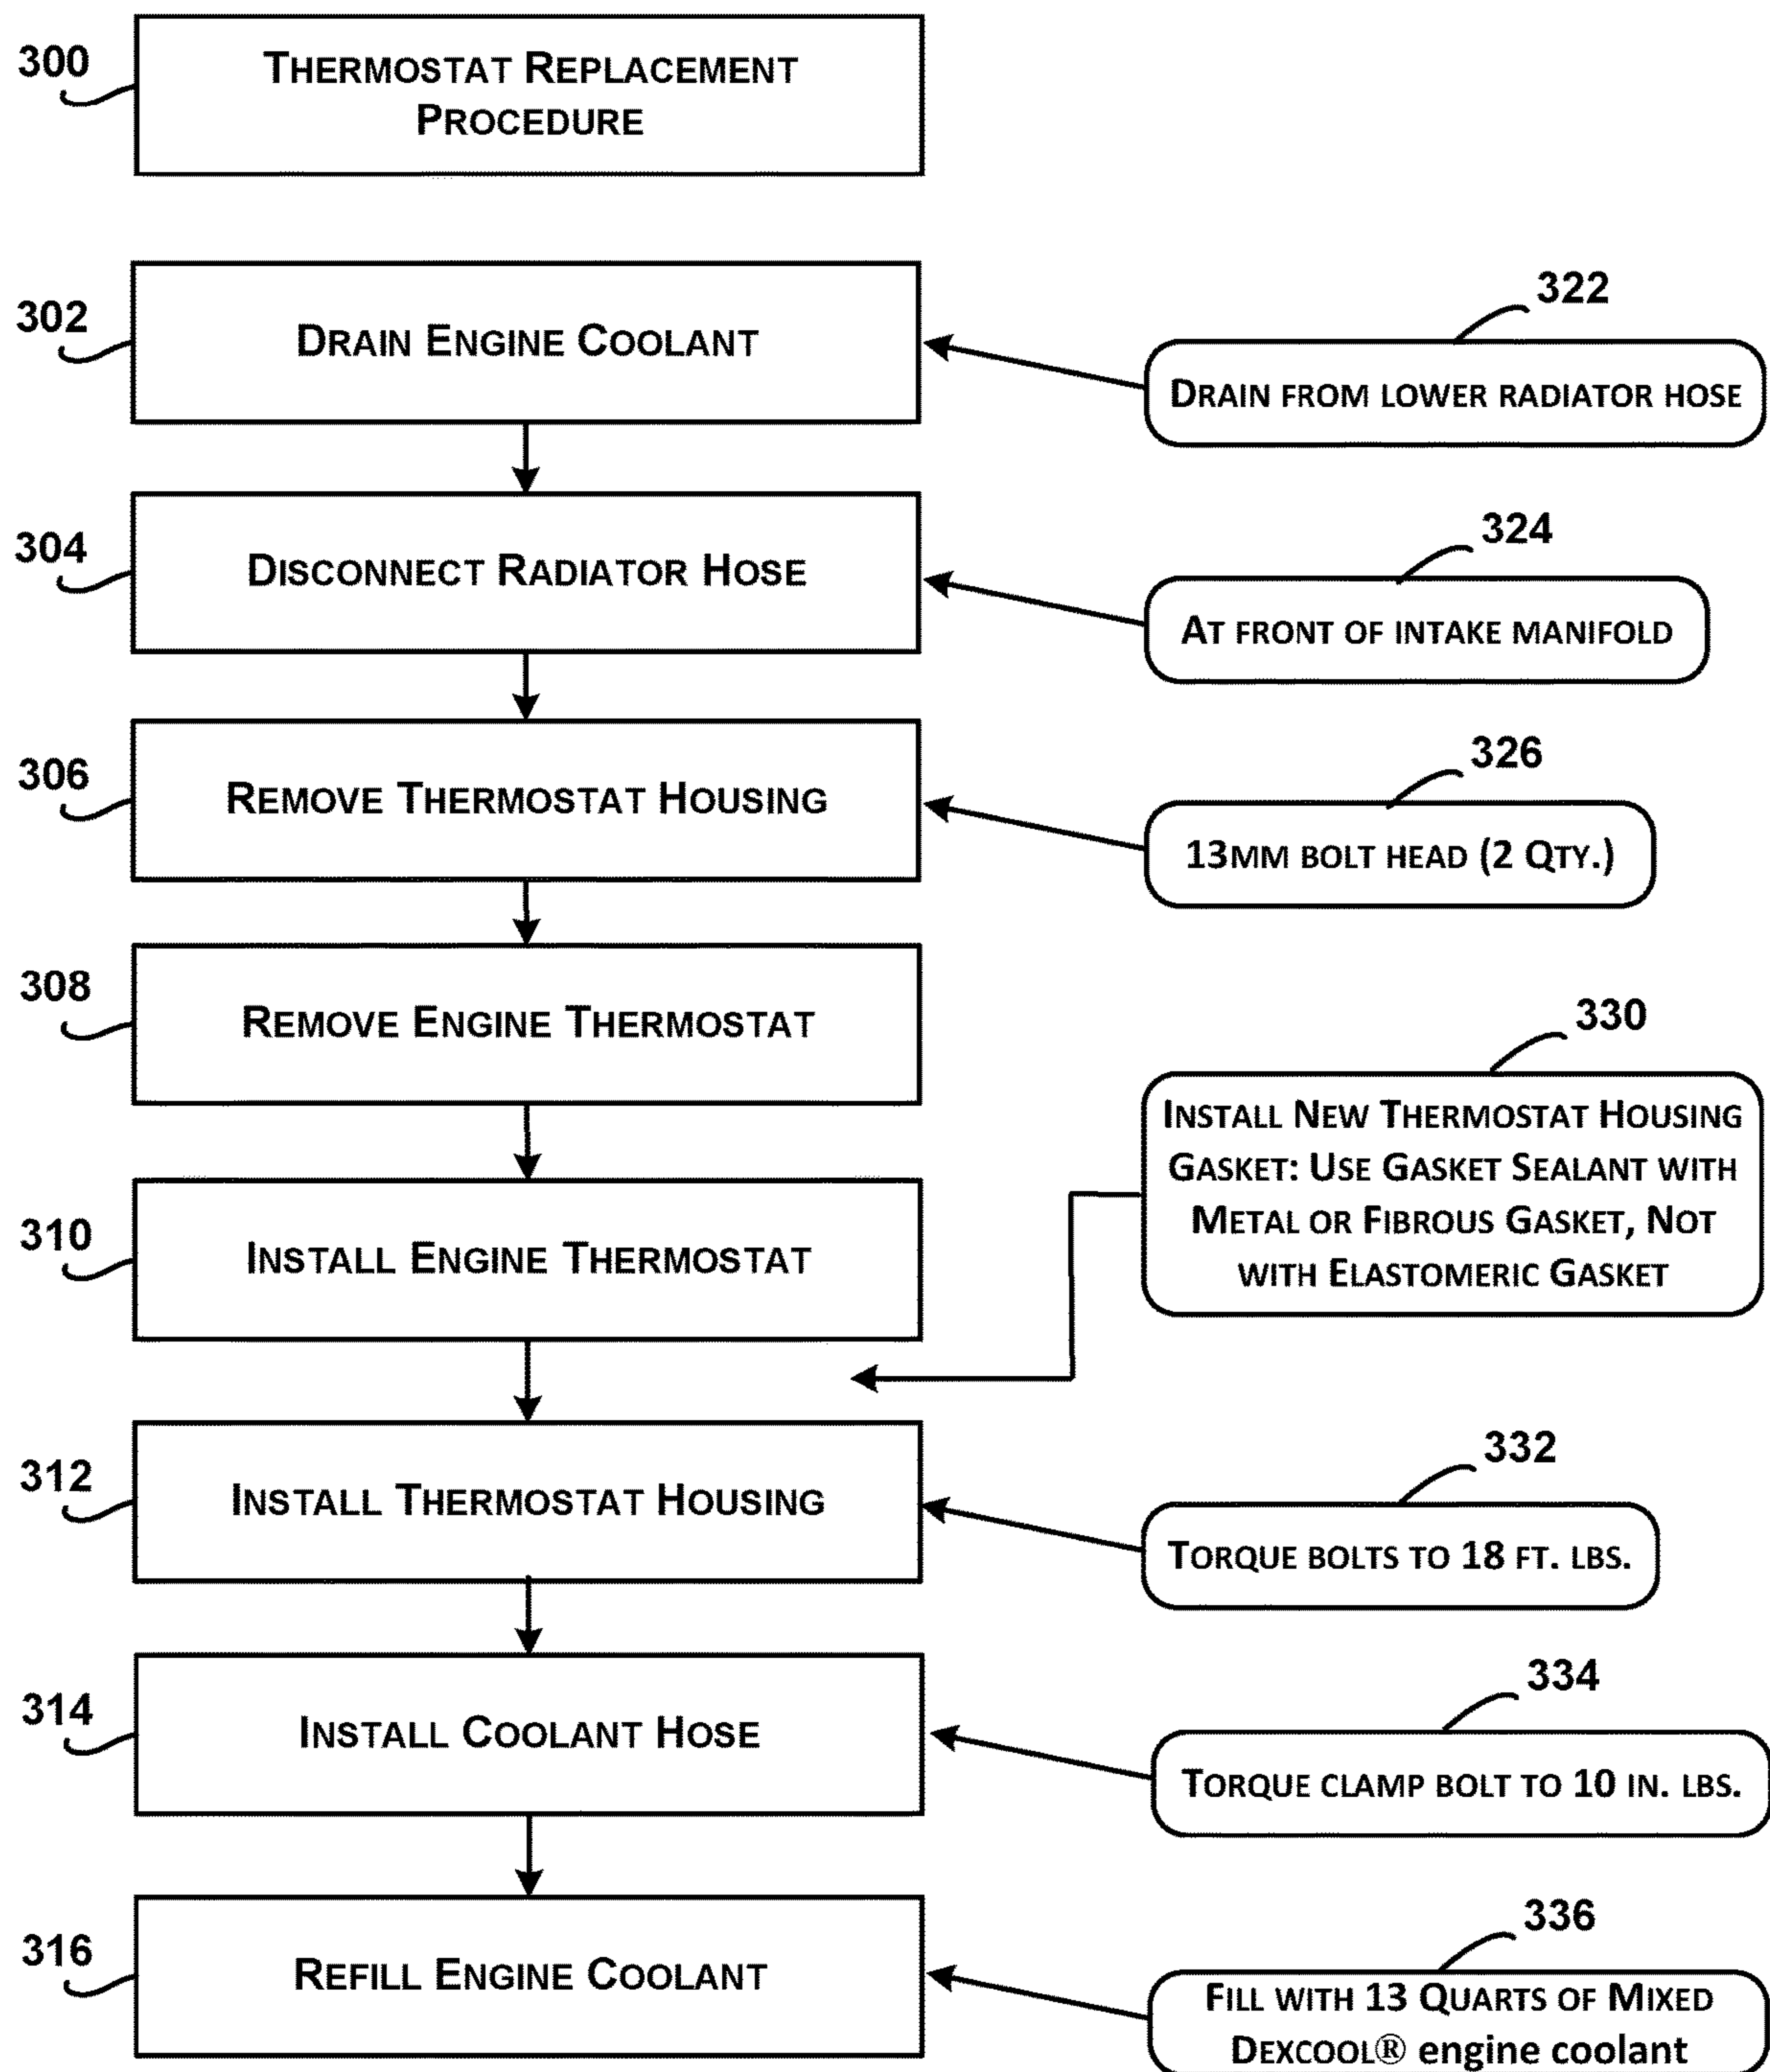 300
THERMOSTAT REPLACEMENT
PROCEDURE
302
DRAIN ENGINE COOLANT
322
DRAIN FROM LOWER RADIATOR HOSE
304
DISCONNECT RADIATOR HOSE
324
AT FRONT OF INTAKE MANIFOLD
306
REMOVE THERMOSTAT HOUSING
326
13MM BOLT HEAD (2 QTY.)
308
REMOVE ENGINE THERMOSTAT
330
INSTALL NEW THERMOSTAT HOUSING
GASKET: USE GASKET SEALANT WITH
METAL OR FIBROUS GASKET, NOT
WITH ELASTOMERIC GASKET
310
INSTALL ENGINE THERMOSTAT
312
INSTALL THERMOSTAT HOUSING
332
TORQUE BOLTS TO 18 FT. LBS.
314
INSTALL COOLANT HOSE
334
TORQUE CLAMP BOLT TO 10 IN. LBS.
316
REFILL ENGINE COOLANT
336
FILL WITH 13 QUARTS OF MIXED
DEXCOOL® engine coolant